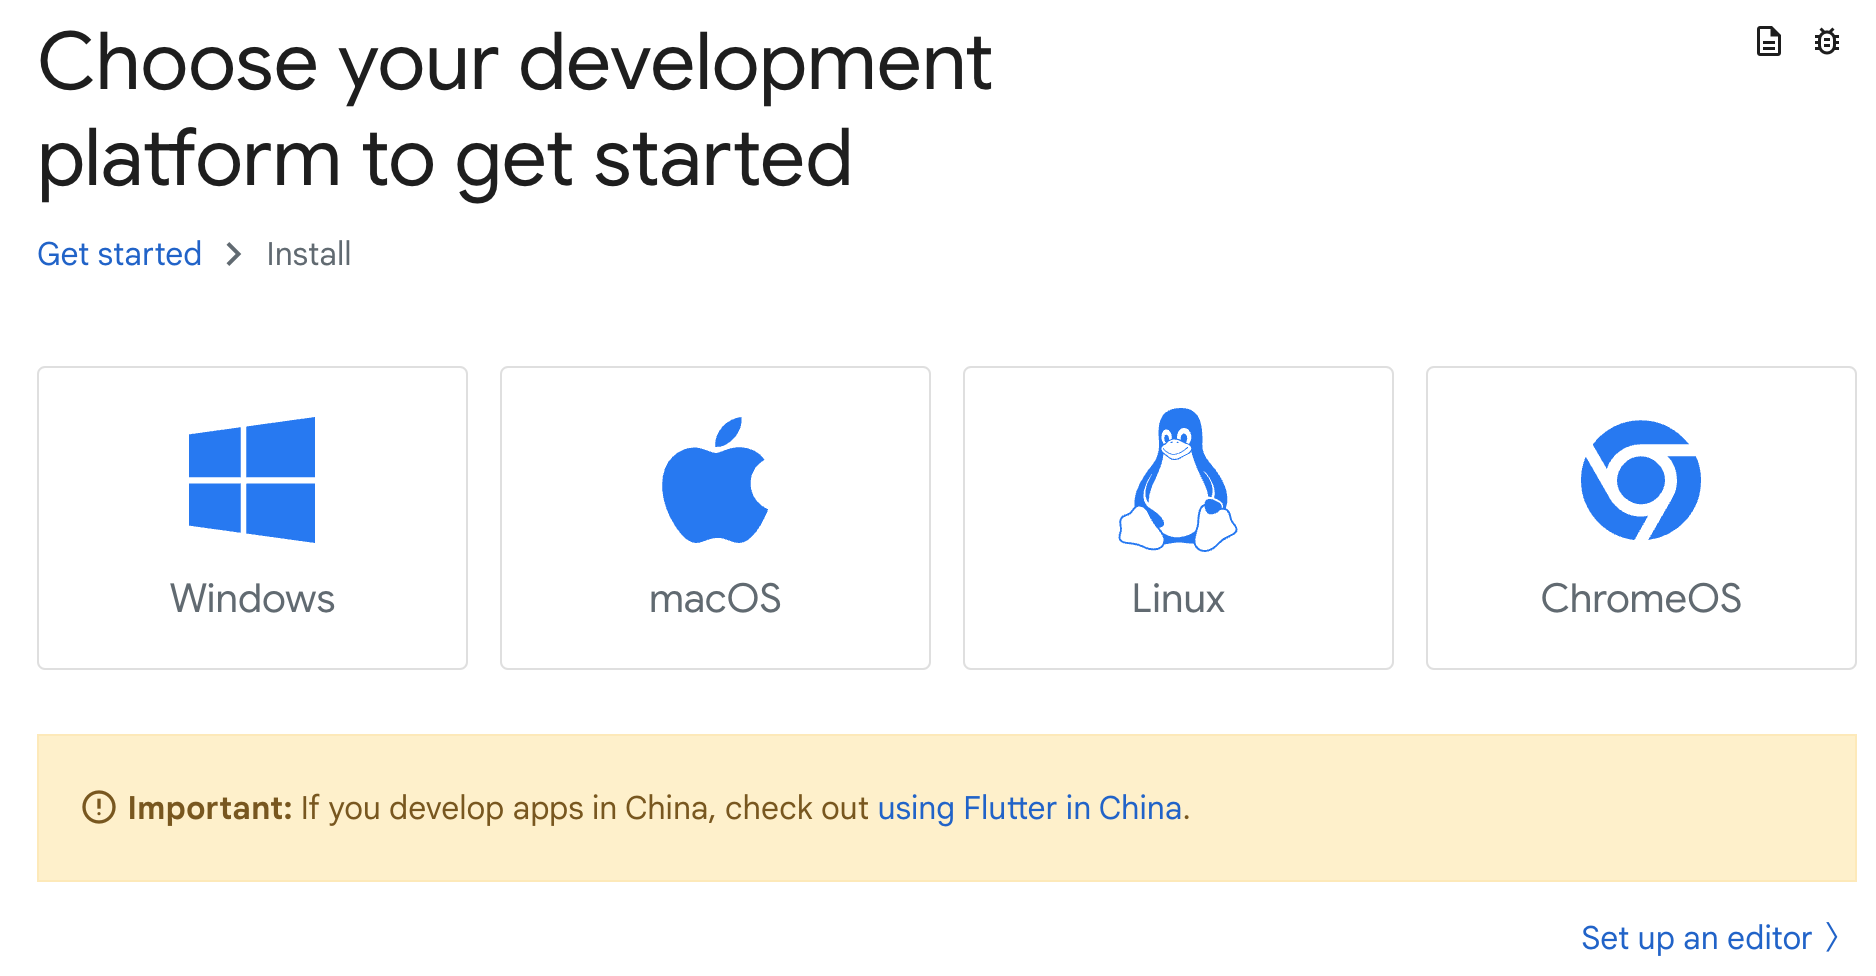 Choose your development
platform to get started
Get started > Install
Windows
macOS
Linux
ChromeOS
Important: If you develop apps in China, check out using Flutter in China.
Set up an editor